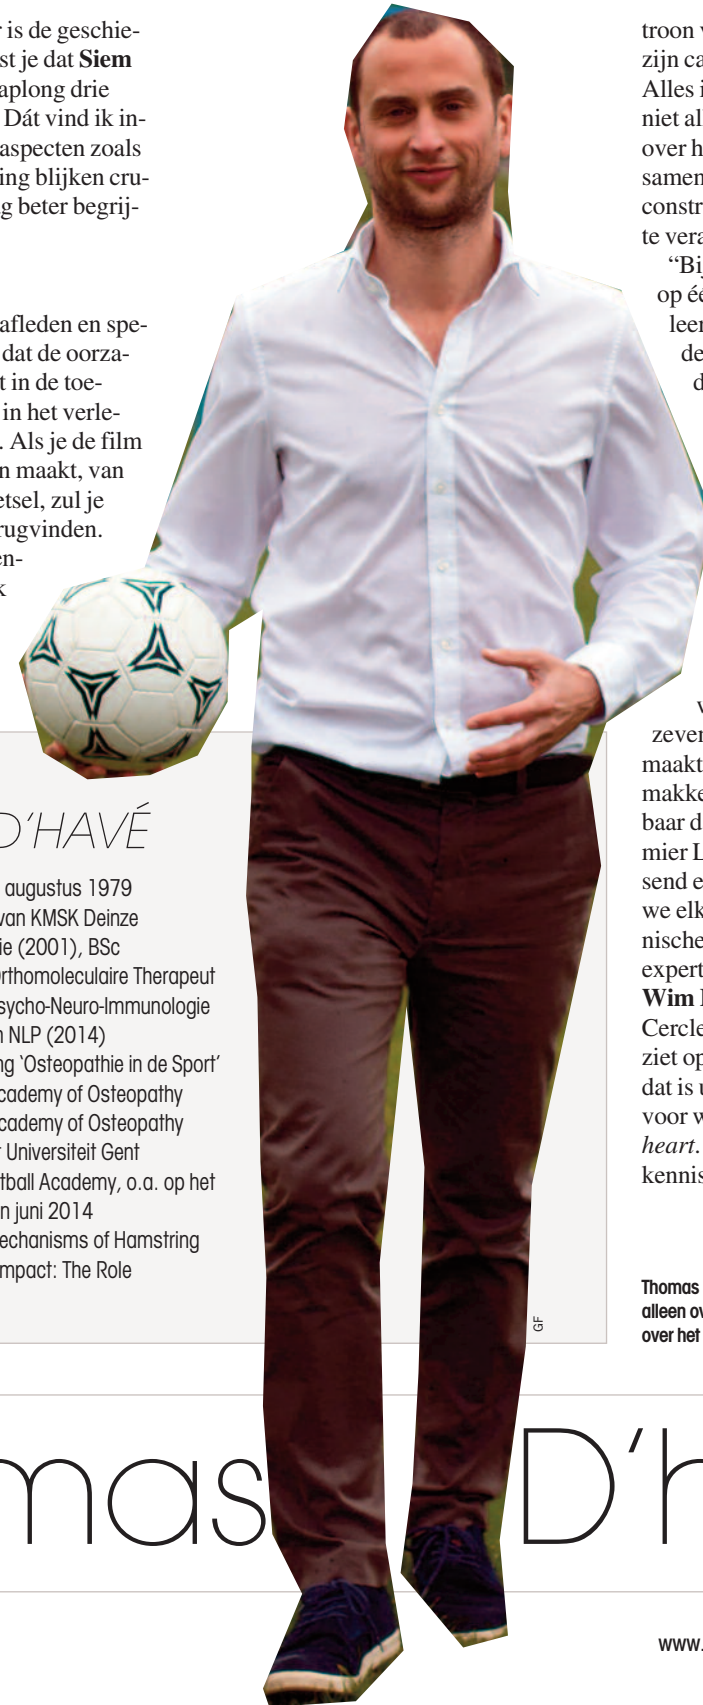 r is de geschie-
st je dat Siem
aplong drie
Dát vind ik in-
aspecten zoals
ing blijken cru-
g beter begrij-
afleden en spe-
dat de oorza-
t in de toe-
in het verle-
. Als je de film
n maakt, van
etsel, zul je
rugvinden.
en-
k
D'HAVÉ
augustus 1979
van KMSK Deinze
ie (2001), BSc
Orthomoleculaire Therapeut
Psycho-Neuro-Immunologie
n NLP (2014)
ng 'Osteopathie in de Sport'
cademy of Osteopathy
cademy of Osteopathy
t Universiteit Gent
tball Academy, o.a. op het
n juni 2014
echanisms of Hamstring
mpact: The Role
GF
troon v
zijn ca
Alles i
niet al
over h
samen
constr
te vera
“Bij
op éé
leer
de
d
v
zever
maakt
makke
baar d
mier L
send e
we elk
nische
expert
Wim
Cercle
ziet op
dat is u
voor w
heart.
kennis
Thomas
alleen ov
over het
mas D'h
www.